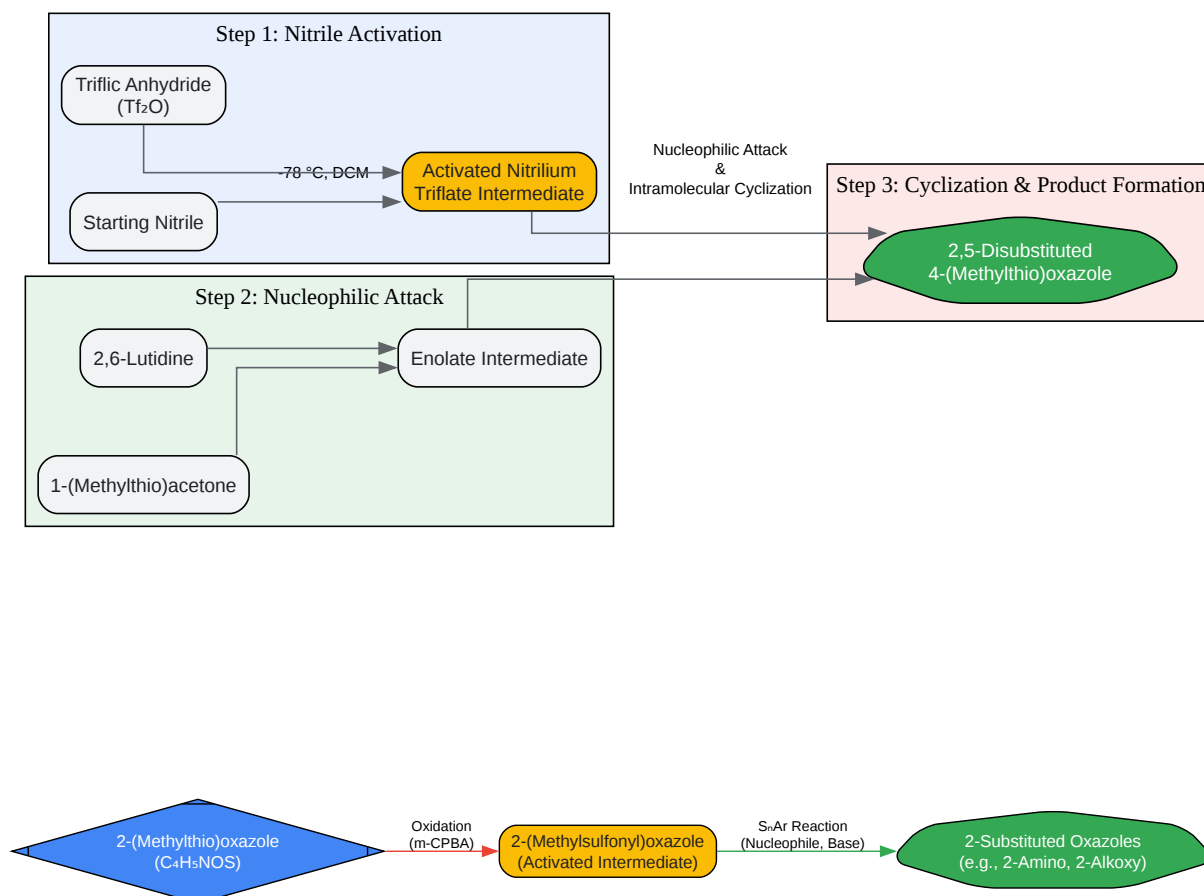 Step 1: Nitrile Activation
Triflic Anhydride
(Tf₂O)
-78 °C, DCM
Activated Nitrilium
Triflate Intermediate
Starting Nitrile
Nucleophilic Attack
&
Intramolecular Cyclization
Step 3: Cyclization & Product Formation
2,5-Disubstituted
4-(Methylthio)oxazole
Step 2: Nucleophilic Attack
2,6-Lutidine
Enolate Intermediate
1-(Methylthio)acetone
2-(Methylthio)oxazole
(C₄H₅NOS)
Oxidation
(m-CPBA)
2-(Methylsulfonyl)oxazole
(Activated Intermediate)
SₙAr Reaction
(Nucleophile, Base)
2-Substituted Oxazoles
(e.g., 2-Amino, 2-Alkoxy)